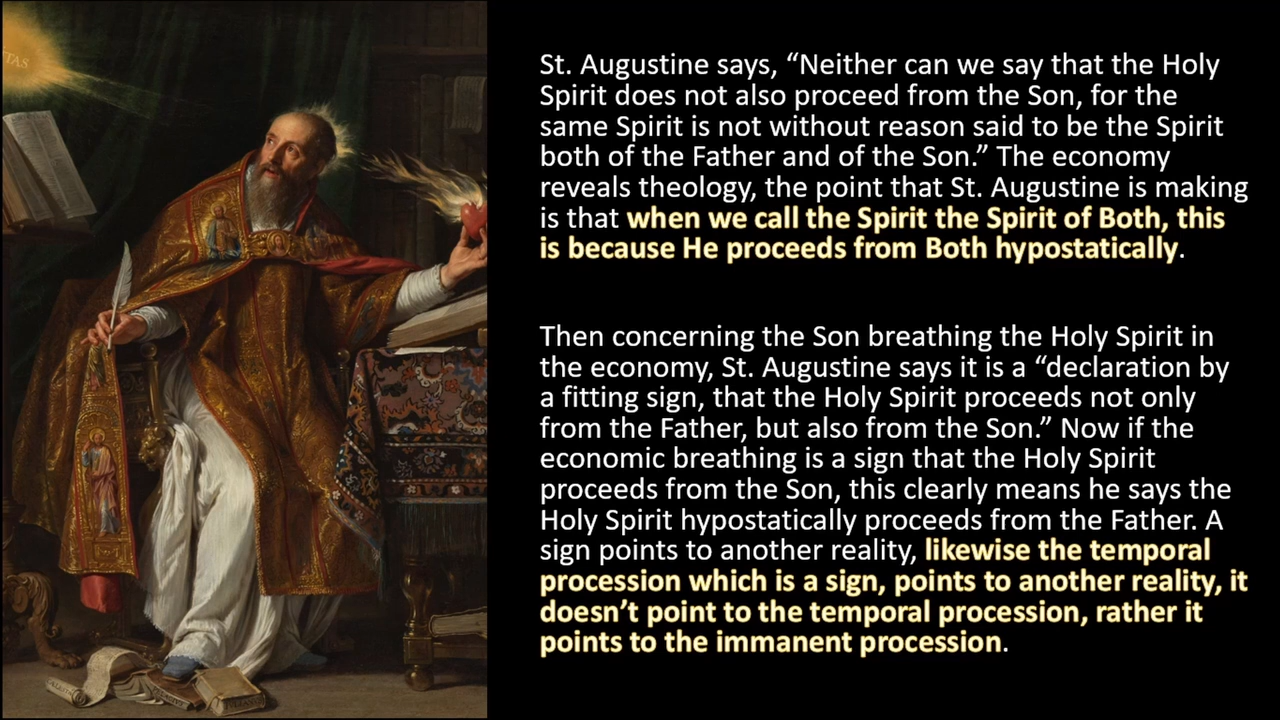 TAS
St. Augustine says, “Neither can we say that the Holy
Spirit does not also proceed from the Son, for the
same Spirit is not without reason said to be the Spirit
both of the Father and of the Son.” The economy
reveals theology, the point that St. Augustine is making
is that when we call the Spirit the Spirit of Both, this
is because He proceeds from Both hypostatically.
Then concerning the Son breathing the Holy Spirit in
the economy, St. Augustine says it is a “declaration by
a fitting sign, that the Holy Spirit proceeds not only
from the Father, but also from the Son.” Now if the
economic breathing is a sign that the Holy Spirit
proceeds from the Son, this clearly means he says the
Holy Spirit hypostatically proceeds from the Father. A
sign points to another reality, likewise the temporal
procession which is a sign, points to another reality, it
doesn’t point to the temporal procession, rather it
points to the immanent procession.